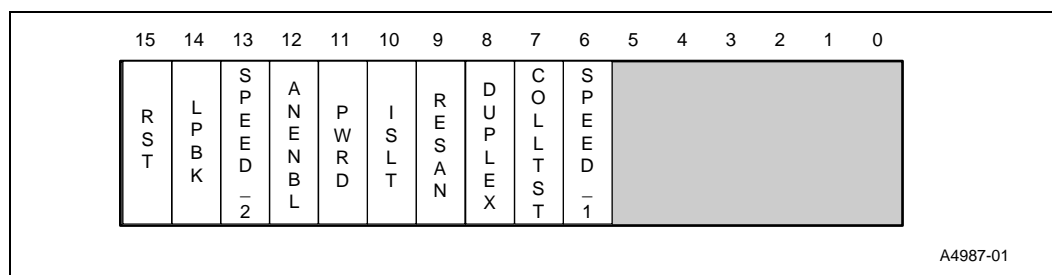 15 14 13 12 11 10 9 8 7 6 5 4 3 2 1 0
RST
LPBK
SPEED_2
ANENBL
PWRD
ISLT
RESAN
DUPLEX
COLLTST
SPEED_1
A4987-01